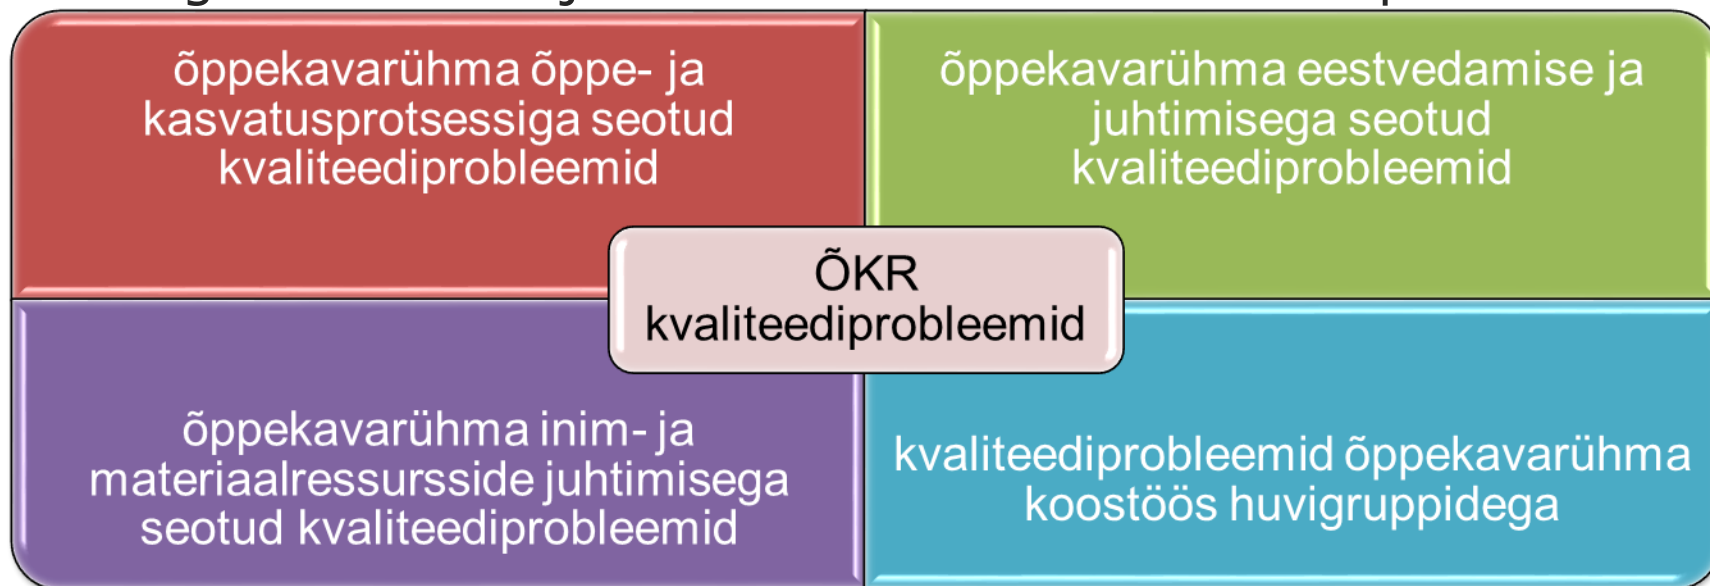 õppekavarühma õppe- ja
kasvatusprotsessiga seotud
kvaliteediprobleemid
õppekavarühma eestvedamise ja
juhtimisega seotud
kvaliteediprobleemid
ÕKR
kvaliteediprobleemid
õppekavarühma inim- ja
materiaalressursside juhtimisega
seotud kvaliteediprobleemid
kvaliteediprobleemid õppekavarühma
koostöös huvigruppidega